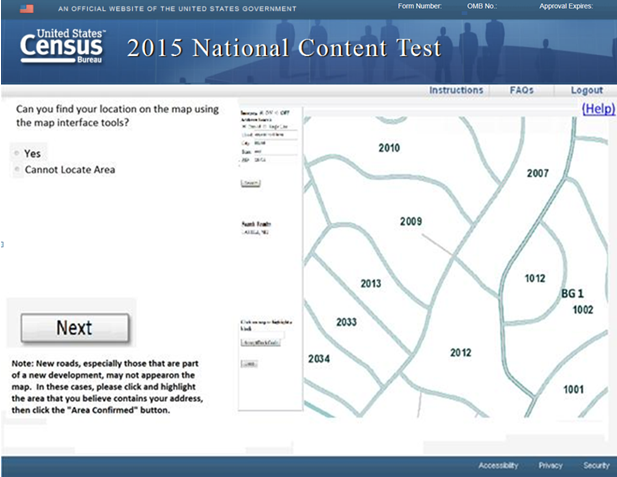 AN OFFICIAL WEBSITE OF THE UNITED STATES GOVERNMENT
Form Number: OMB No.: Approval Expires:
United States™
Census
Bureau
2015 National Content Test
Instructions FAQs Logout
(Help)
Can you find your location on the map using
the map interface tools?
Yes
Cannot Locate Area
Next
Note: New roads, especially those that are part
of a new development, may not appearon the
map. In these cases, please click and highlight
the area that you believe contains your address,
then click the "Area Confirmed" button.
City
Search
2010
2007
2009
1012
2013
BG 1
1002
2033
2034
2012
1001
Accessibility Privacy Security